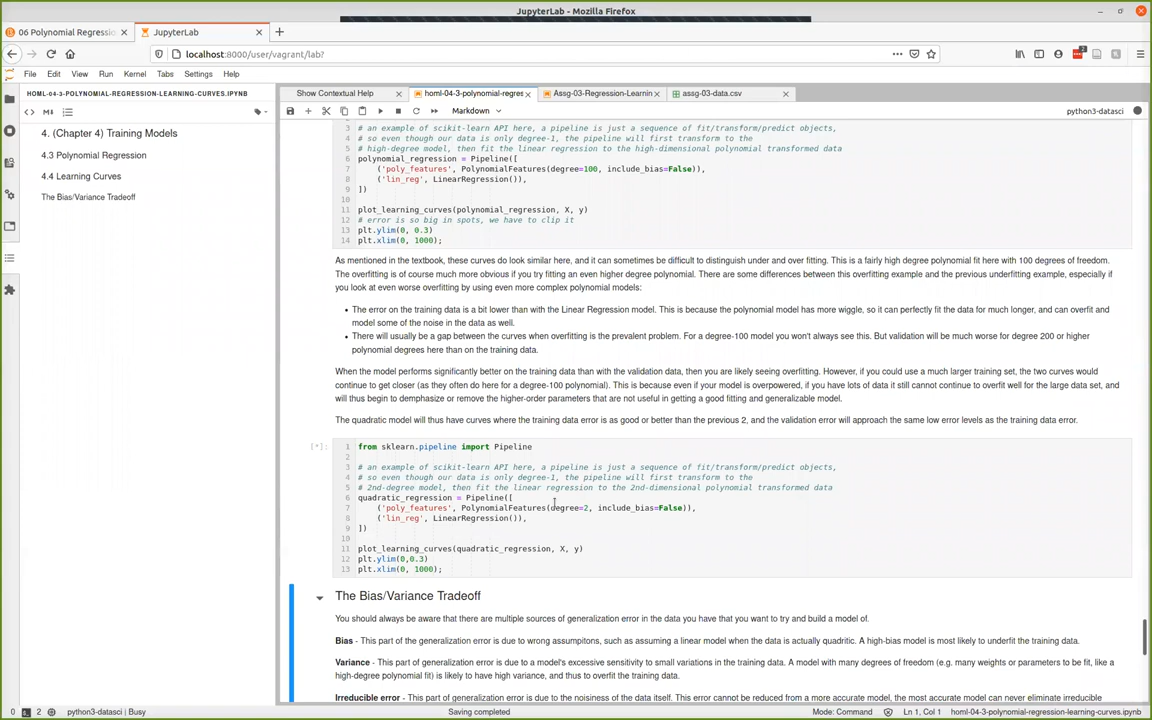 JupyterLab - Mozilla Firefox
06 Polynomial Regressio
JupyterLab
localhost:8000/user/vagrant/lab?
File Edit View Run Kernel Tabs Settings Help
HOML-04-3-POLYNOMIAL-REGRESSION-LEARNING-CURVES.IPYNB
Show Contextual Help
homl-04-3-polynomial-regres
Assg-03-Regression-Learnin
assg-03-data.csv
Markdown
python3-datasci
4. (Chapter 4) Training Models
4.3 Polynomial Regression
4.4 Learning Curves
The Bias/Variance Tradeoff
3 # an example of scikit-learn API here, a pipeline is just a sequence of fit/transform/predict objects,
4 # so even though our data is only degree-1, the pipeline will first transform to the
5 # high-degree model, then fit the linear regression to the high-dimensional polynomial transformed data
6 polynomial_regression = Pipeline([
7 ('poly_features', PolynomialFeatures(degree=100, include_bias=False)),
8 ('lin_reg', LinearRegression()),
9 ])
10
11 plot_learning_curves(polynomial_regression, X, y)
12 # error is so big in spots, we have to clip it
13 plt.ylim(0, 0.3)
14 plt.xlim(0, 1000);
As mentioned in the textbook, these curves do look similar here, and it can sometimes be difficult to distinguish under and over fitting. This is a fairly high degree polynomial fit here with 100 degrees of freedom.
The overfitting is of course much more obvious if you try fitting an even higher degree polynomial. There are some differences between this overfitting example and the previous underfitting example, especially if
you look at even worse overfitting by using even more complex polynomial models:
• The error on the training data is a bit lower than with the Linear Regression model. This is because the polynomial model has more wiggle, so it can perfectly fit the data for much longer, and can overfit and
model some of the noise in the data as well.
• There will usually be a gap between the curves when overfitting is the prevalent problem. For a degree-100 model you won't always see this. But validation will be much worse for degree 200 or higher
polynomial degrees here than on the training data.
When the model performs significantly better on the training data than with the validation data, then you are likely seeing overfitting. However, if you could use a much larger training set, the two curves would
continue to get closer (as they often do here for a degree-100 polynomial). This is because even if your model is overpowered, if you have lots of data it still cannot continue to overfit well for the large data set, and
will thus begin to demphasize or remove the higher-order parameters that are not useful in getting a good fitting and generalizable model.
The quadratic model will thus have curves where the training data error is as good or better than the previous 2, and the validation error will approach the same low error levels as the training data error.
[*]:
1 from sklearn.pipeline import Pipeline
2
3 # an example of scikit-learn API here, a pipeline is just a sequence of fit/transform/predict objects,
4 # so even though our data is only degree-1, the pipeline will first transform to the
5 # 2nd-degree model, then fit the linear regression to the 2nd-dimensional polynomial transformed data
6 quadratic_regression = Pipeline([
7 ('poly_features', PolynomialFeatures(degree=2, include_bias=False)),
8 ('lin_reg', LinearRegression()),
9 ])
10
11 plot_learning_curves(quadratic_regression, X, y)
12 plt.ylim(0,0.3)
13 plt.xlim(0, 1000);
The Bias/Variance Tradeoff
You should always be aware that there are multiple sources of generalization error in the data you have that you want to try and build a model of.
Bias - This part of the generalization error is due to wrong assumpitons, such as assuming a linear model when the data is actually quadritic. A high-bias model is most likely to underfit the training data.
Variance - This part of generalization error is due to a model's excessive sensitivity to small variations in the training data. A model with many degrees of freedom (e.g. many weights or parameters to be fit, like a
high-degree polynomial fit) is likely to have high variance, and thus to overfit the training data.
Irreducible error - This part of generalization error is due to the noisiness of the data itself. This error cannot be reduced from a more accurate model, the most accurate model can never eliminate irreducible
0 2 python3-datasci | Busy
Saving completed
Mode: Command
Ln 1, Col 1
homl-04-3-polynomial-regression-learning-curves.ipynb